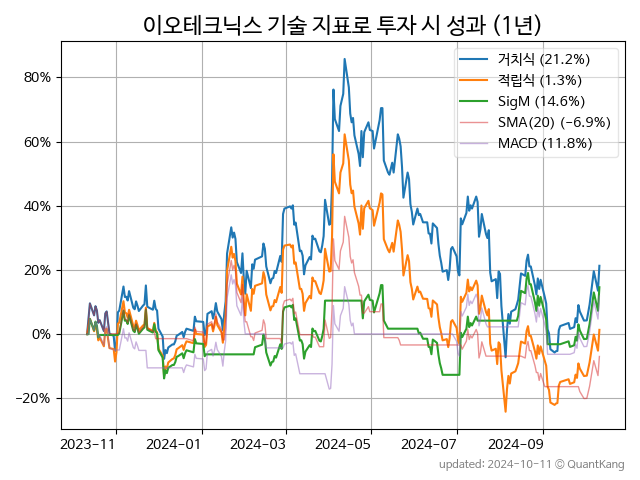 이오테크닉스 기술 지표로 투자 시 성과 (1년)
거치식 (21.2%)
적립식 (1.3%)
SigM (14.6%)
SMA(20) (-6.9%)
MACD (11.8%)
80%
60%
40%
20%
0%
-20%
2023-11 2024-01 2024-03 2024-05 2024-07 2024-09
updated: 2024-10-11 © QuantKang